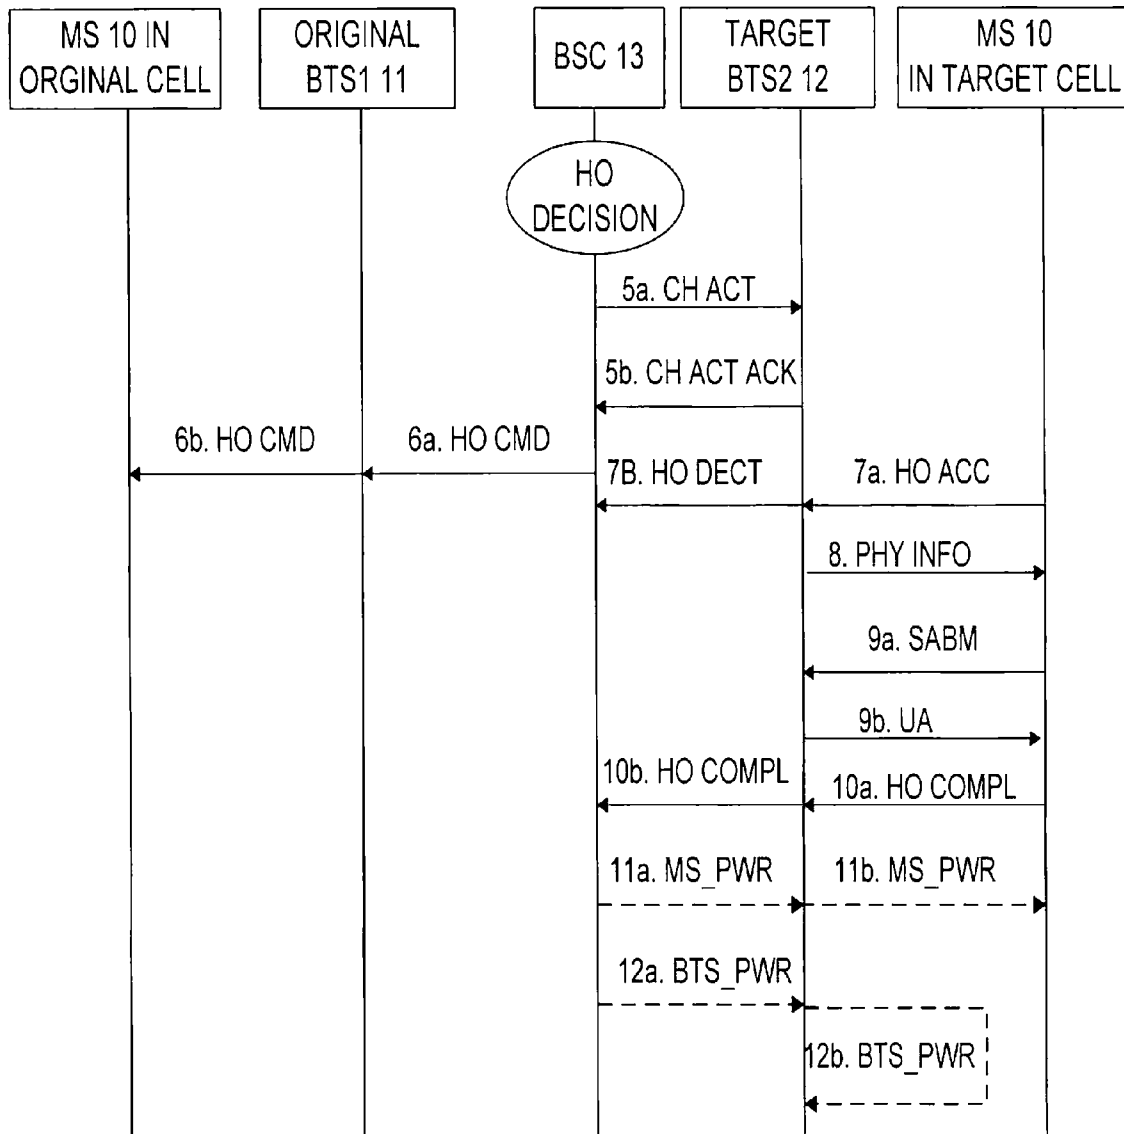 MS 10 IN
ORGINAL CELL
ORIGINAL
BTS1 11
BSC 13
TARGET
BTS2 12
MS 10
IN TARGET CELL
HO
DECISION
5a. CH ACT
5b. CH ACT ACK
6b. HO CMD
6a. HO CMD
7B. HO DECT
7a. HO ACC
8. PHY INFO
9a. SABM
9b. UA
10b. HO COMPL
10a. HO COMPL
11a. MS_PWR
11b. MS_PWR
12a. BTS_PWR
12b. BTS_PWR